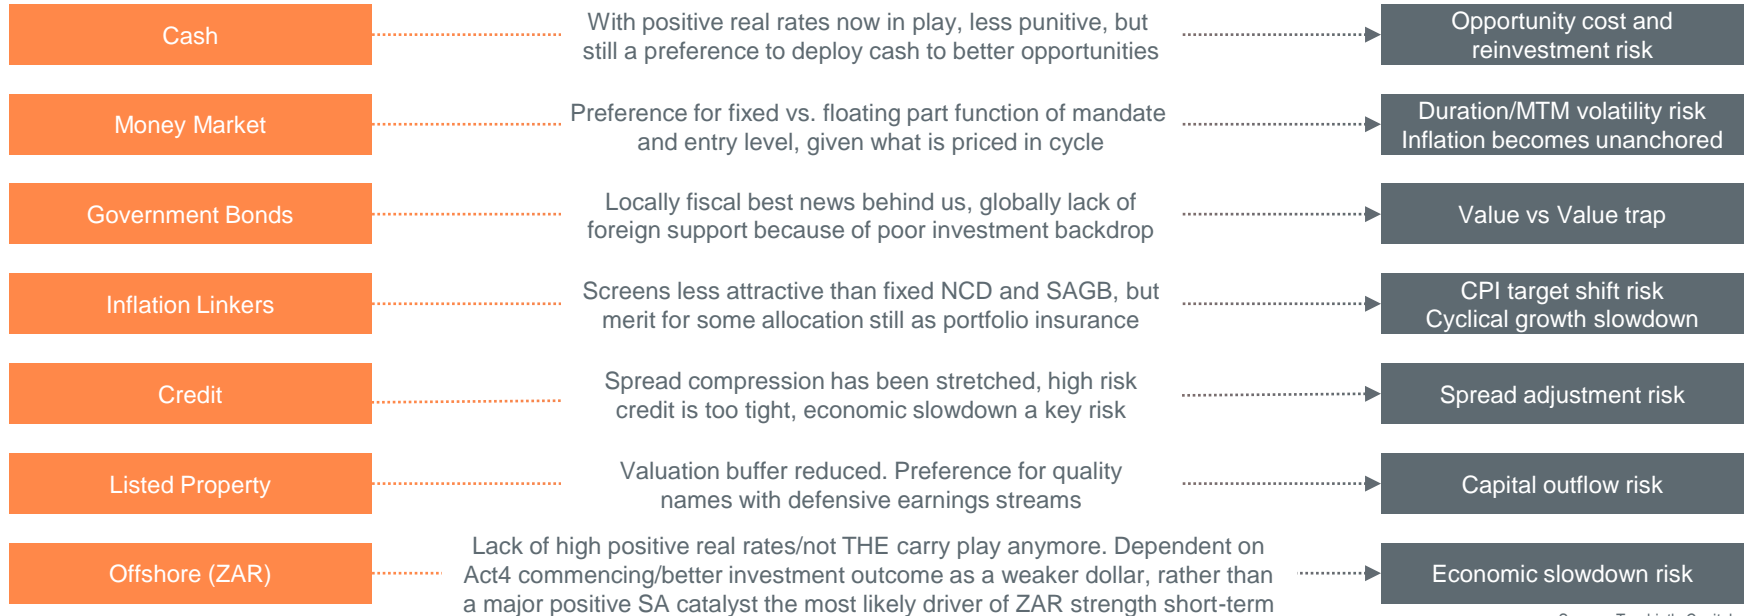 Cash
With positive real rates now in play, less punitive, but
still a preference to deploy cash to better opportunities
Opportunity cost and
reinvestment risk
Money Market
Preference for fixed vs. floating part function of mandate
and entry level, given what is priced in cycle
Duration/MTM volatility risk
Inflation becomes unanchored
Government Bonds
Locally fiscal best news behind us, globally lack of
foreign support because of poor investment backdrop
Value vs Value trap
Inflation Linkers
Screens less attractive than fixed NCD and SAGB, but
merit for some allocation still as portfolio insurance
CPI target shift risk
Cyclical growth slowdown
Credit
Spread compression has been stretched, high risk
credit is too tight, economic slowdown a key risk
Spread adjustment risk
Listed Property
Valuation buffer reduced. Preference for quality
names with defensive earnings streams
Capital outflow risk
Offshore (ZAR)
Lack of high positive real rates/not THE carry play anymore. Dependent on
Act4 commencing/better investment outcome as a weaker dollar, rather than
a major positive SA catalyst the most likely driver of ZAR strength short-term
Economic slowdown risk